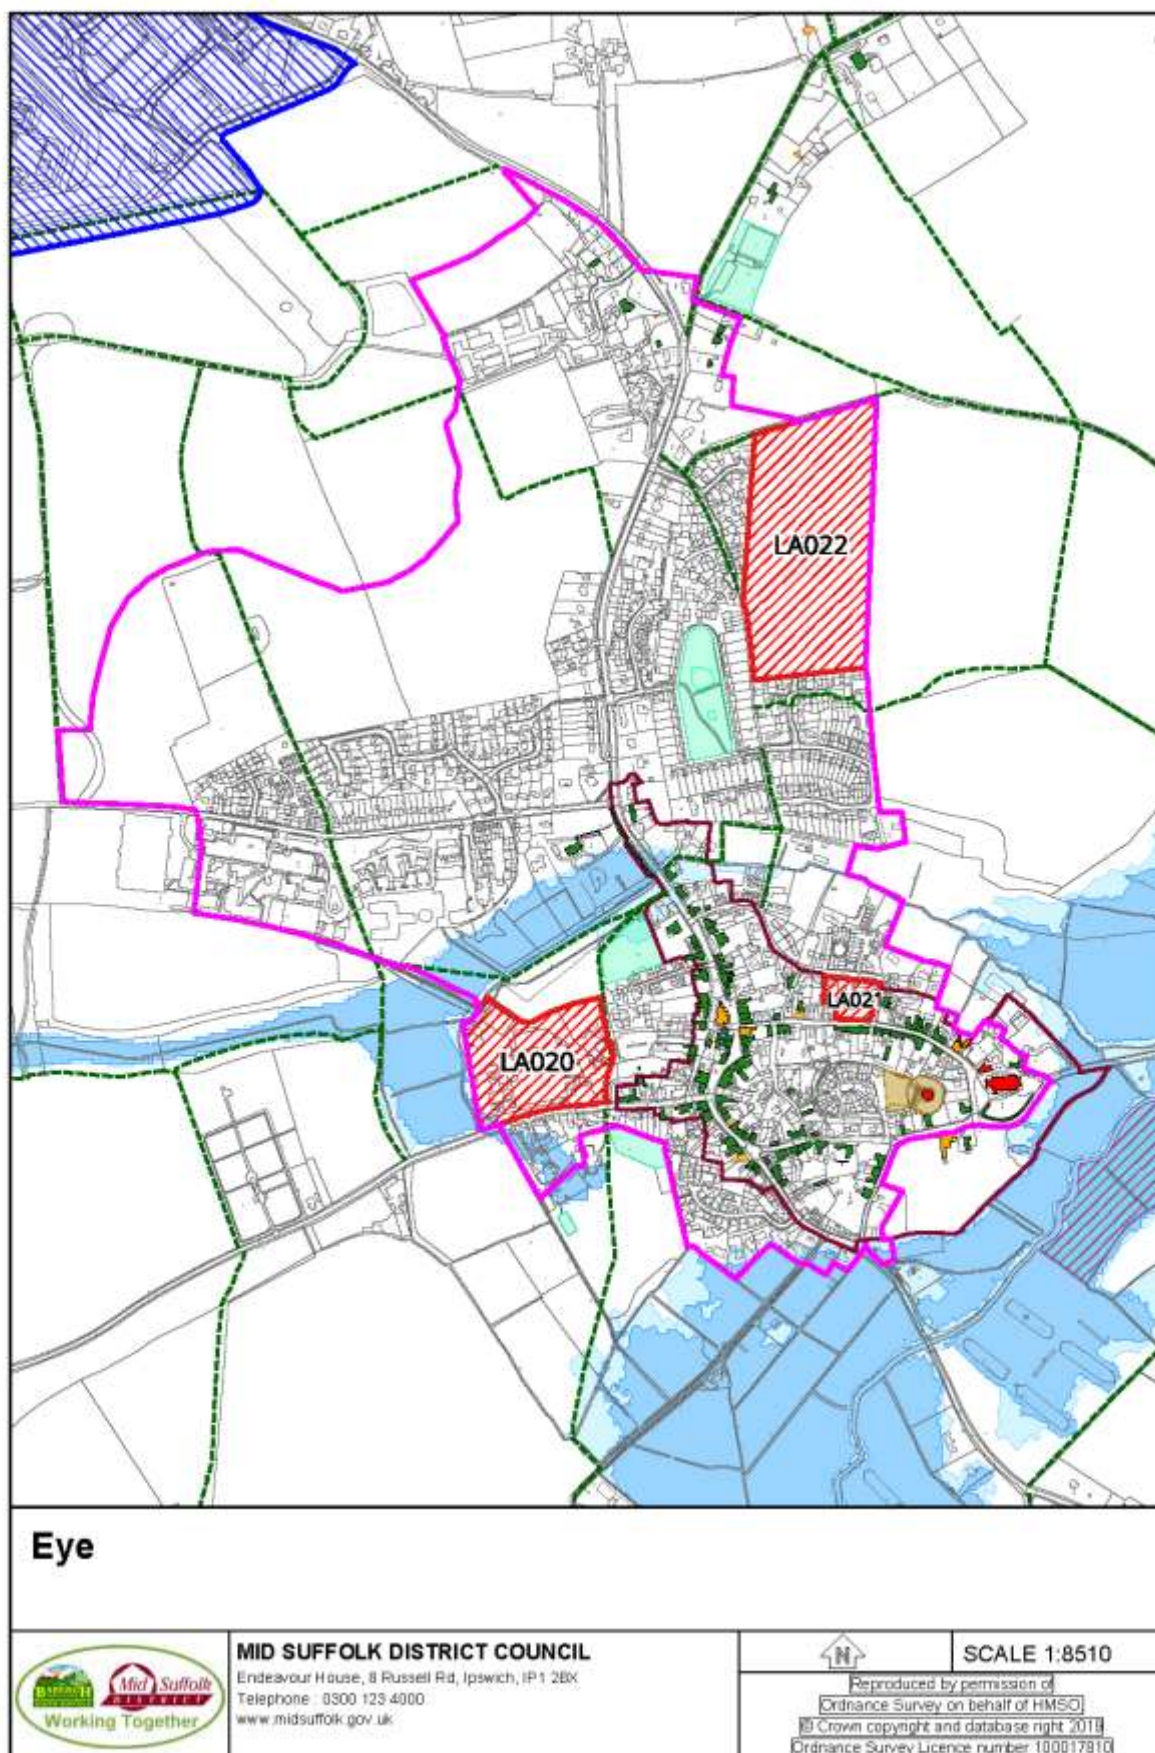 LA022
LA021
LA020
Eye
BABERGH
Mid Suffolk
DISTRICT
Working Together
MID SUFFOLK DISTRICT COUNCIL
Endeavour House, 8 Russell Rd, Ipswich, IP1 2BX
Telephone : 0300 123 4000
www.midsuffolk.gov.uk
N
SCALE 1:8510
Reproduced by permission of
Ordnance Survey on behalf of HMSO.
© Crown copyright and database right 2019
Ordnance Survey Licence number 100017810